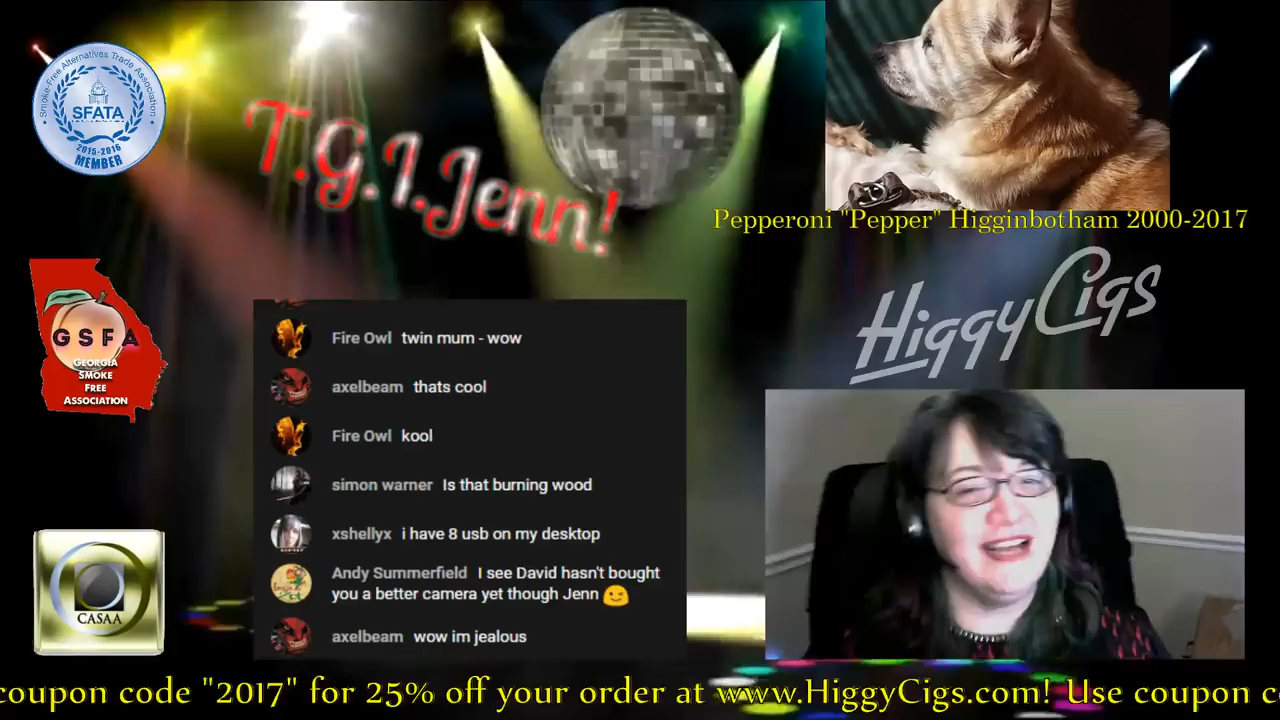 Smoke-Free Alternatives Trade Association
SFATA
2015-2016
MEMBER
T.G.I.Jenn!
Pepperoni "Pepper" Higginbotham 2000-2017
HiggyCigs
GSFA
GEORGIA
SMOKE
FREE
ASSOCIATION
Fire Owl twin mum - wow
axelbeam thats cool
Fire Owl kool
simon warner Is that burning wood
xshellyx i have 8 usb on my desktop
Andy Summerfield I see David hasn't bought
you a better camera yet though Jenn 😉
axelbeam wow im jealous
CASAA
coupon code "2017" for 25% off your order at www.HiggyCigs.com! Use coupon c